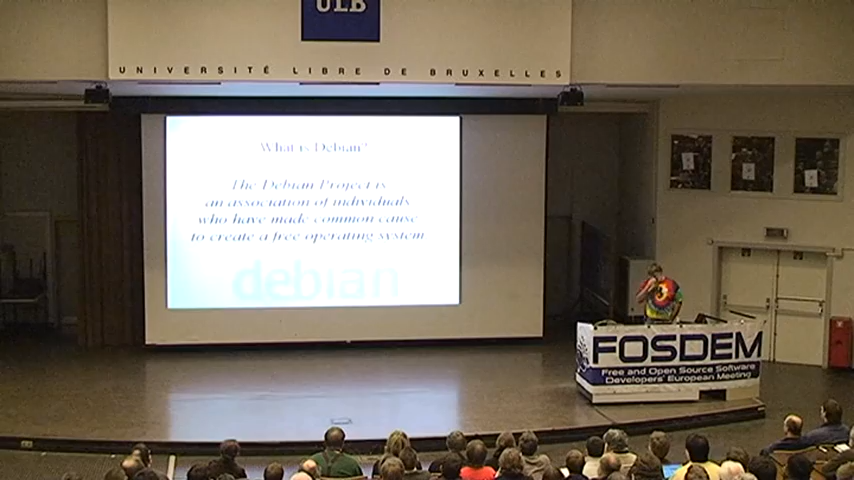 ULB
UNIVERSITÉ LIBRE DE BRUXELLES
What is Debian?
The Debian Project is
an association of individuals
who have made common cause
to create a free operating system
debian
FOSDEM
Free and Open Source Software
Developers' European Meeting